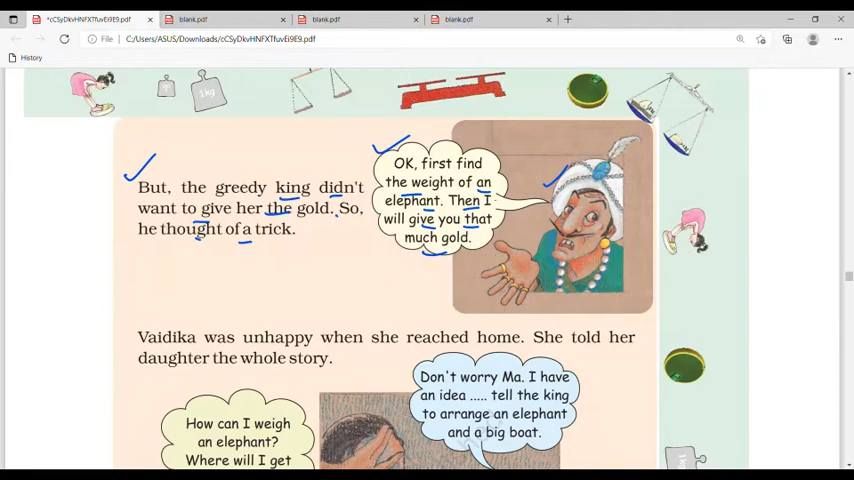 *cCSyDkvHNFXTfuvEi9E9.pdf
blank.pdf
blank.pdf
blank.pdf
File
C:/Users/ASUS/Downloads/cCSyDkvHNFXTfuvEi9E9.pdf
History
1kg
But, the greedy king didn't
want to give her the gold. So,
he thought of a trick.
OK, first find
the weight of an
elephant. Then I
will give you that
much gold.
Vaidika was unhappy when she reached home. She told her
daughter the whole story.
Don't worry Ma. I have
an idea ..... tell the king
to arrange an elephant
and a big boat.
How can I weigh
an elephant?
Where will I get